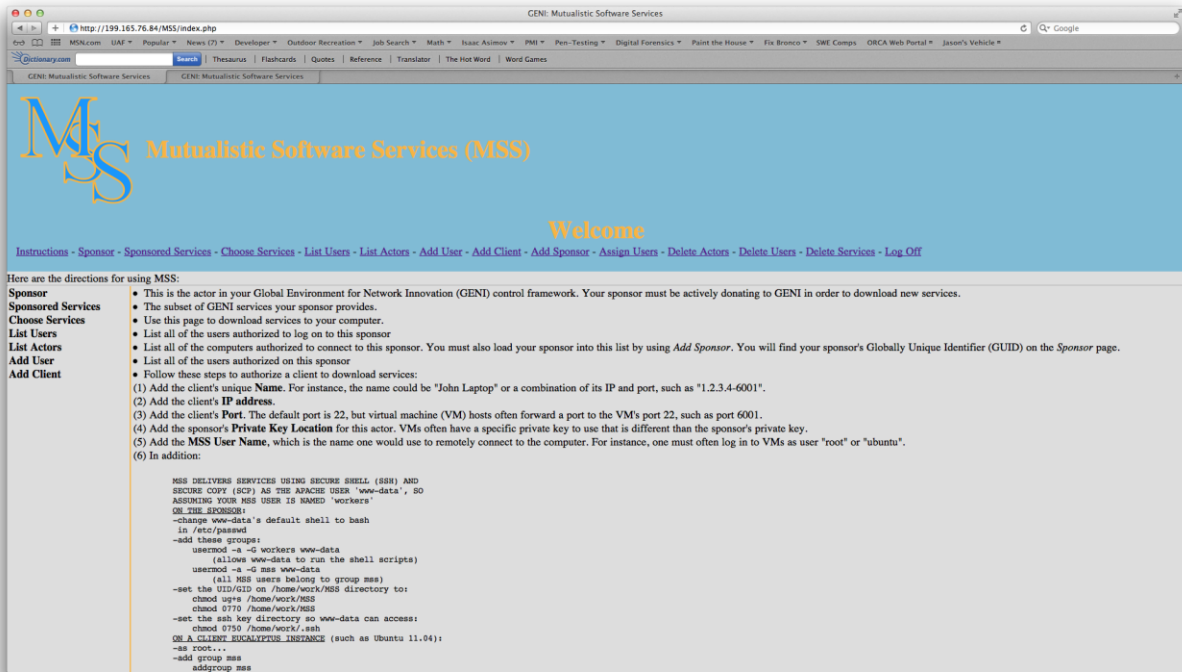 GENI: Mutualistic Software Services
http://199.165.76.84/MSS/index.php
Google
MSN.com UAF Popular News (7) Developer Outdoor Recreation Job Search Math Isaac Asimov PMI Pen-Testing Digital Forensics Paint the House Fix Bronco SWE Comps ORCA Web Portal Jason's Vehicle
Dictionary.com Search Thesaurus Flashcards Quotes Reference Translator The Hot Word Word Games
GENI: Mutualistic Software Services GENI: Mutualistic Software Services
MSS
Mutualistic Software Services (MSS)
Welcome
Instructions - Sponsor - Sponsored Services - Choose Services - List Users - List Actors - Add User - Add Client - Add Sponsor - Assign Users - Delete Actors - Delete Users - Delete Services - Log Off
Here are the directions for using MSS:
Sponsor • This is the actor in your Global Environment for Network Innovation (GENI) control framework. Your sponsor must be actively donating to GENI in order to download new services.
Sponsored Services • The subset of GENI services your sponsor provides.
Choose Services • Use this page to download services to your computer.
List Users • List all of the users authorized to log on to this sponsor
List Actors • List all of the computers authorized to connect to this sponsor. You must also load your sponsor into this list by using Add Sponsor. You will find your sponsor's Globally Unique Identifier (GUID) on the Sponsor page.
Add User • List all of the users authorized on this sponsor
Add Client • Follow these steps to authorize a client to download services:
(1) Add the client's unique Name. For instance, the name could be "John Laptop" or a combination of its IP and port, such as "1.2.3.4-6001".
(2) Add the client's IP address.
(3) Add the client's Port. The default port is 22, but virtual machine (VM) hosts often forward a port to the VM's port 22, such as port 6001.
(4) Add the sponsor's Private Key Location for this actor. VMs often have a specific private key to use that is different than the sponsor's private key.
(5) Add the MSS User Name, which is the name one would use to remotely connect to the computer. For instance, one must often log in to VMs as user "root" or "ubuntu".
(6) In addition:
MSS DELIVERS SERVICES USING SECURE SHELL (SSH) AND
SECURE COPY (SCP) AS THE APACHE USER 'www-data', SO
ASSUMING YOUR MSS USER IS NAMED 'workers'
ON THE SPONSOR:
-change www-data's default shell to bash
in /etc/passwd
-add these groups:
usermod -a -G workers www-data
(allows www-data to run the shell scripts)
usermod -a -G mss www-data
(all MSS users belong to group mss)
-set the UID/GID on /home/work/MSS directory to:
chmod ug+s /home/work/MSS
chmod 0770 /home/work/MSS
-set the ssh key directory so www-data can access:
chmod 0750 /home/work/.ssh
ON A CLIENT EUCALYPTUS INSTANCE (such as Ubuntu 11.04):
-as root...
-add group mss
addgroup mss